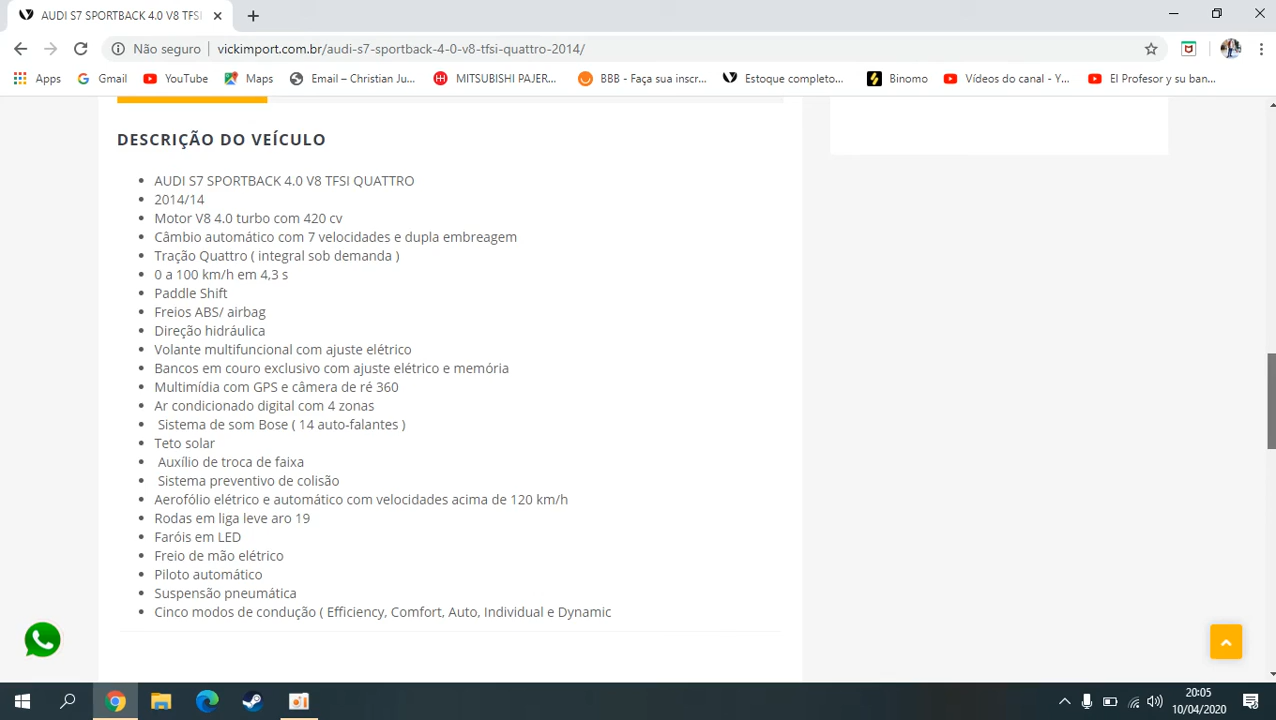 AUDI S7 SPORTBACK 4.0 V8 TFSI
Não seguro
vickimport.com.br/audi-s7-sportback-4-0-v8-tfsi-quattro-2014/
Apps Gmail YouTube Maps Email – Christian Ju... MITSUBISHI PAJER... BBB - Faça sua inscr... Estoque completo... Binomo Vídeos do canal - Y... El Profesor y su ban...
DESCRIÇÃO DO VEÍCULO
AUDI S7 SPORTBACK 4.0 V8 TFSI QUATTRO
2014/14
Motor V8 4.0 turbo com 420 cv
Câmbio automático com 7 velocidades e dupla embreagem
Tração Quattro ( integral sob demanda )
0 a 100 km/h em 4,3 s
Paddle Shift
Freios ABS/ airbag
Direção hidráulica
Volante multifuncional com ajuste elétrico
Bancos em couro exclusivo com ajuste elétrico e memória
Multimídia com GPS e câmera de ré 360
Ar condicionado digital com 4 zonas
Sistema de som Bose ( 14 auto-falantes )
Teto solar
Auxílio de troca de faixa
Sistema preventivo de colisão
Aerofólio elétrico e automático com velocidades acima de 120 km/h
Rodas em liga leve aro 19
Faróis em LED
Freio de mão elétrico
Piloto automático
Suspensão pneumática
Cinco modos de condução ( Efficiency, Comfort, Auto, Individual e Dynamic
20:05
10/04/2020